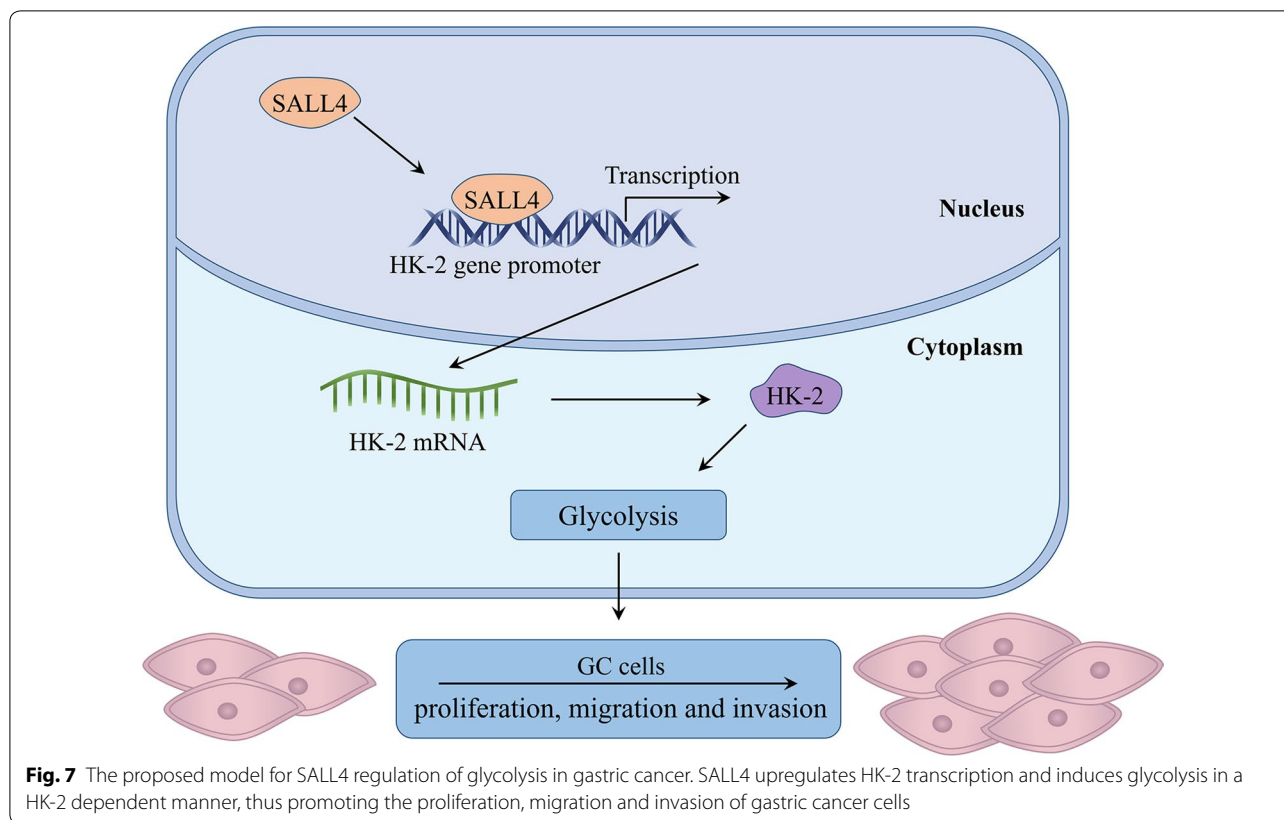 SALL4
SALL4
Transcription
HK-2 gene promoter
Nucleus
Cytoplasm
HK-2 mRNA
HK-2
Glycolysis
GC cells
proliferation, migration and invasion
Fig. 7 The proposed model for SALL4 regulation of glycolysis in gastric cancer. SALL4 upregulates HK-2 transcription and induces glycolysis in a
HK-2 dependent manner, thus promoting the proliferation, migration and invasion of gastric cancer cells